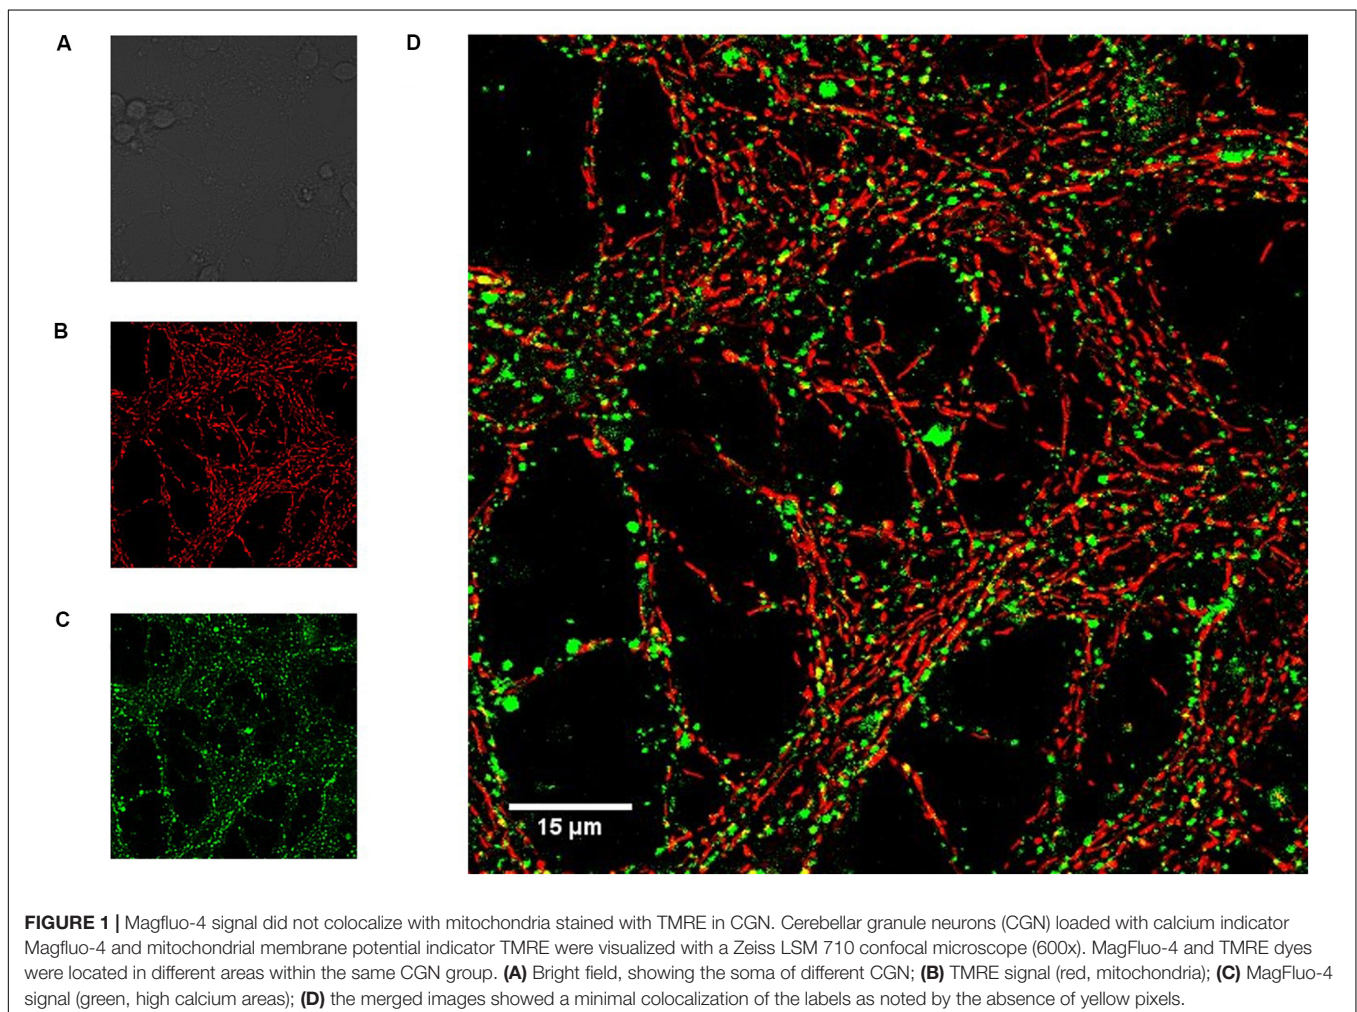 A
D
B
C
15 µm
FIGURE 1 | Magfluo-4 signal did not colocalize with mitochondria stained with TMRE in CGN. Cerebellar granule neurons (CGN) loaded with calcium indicator
Magfluo-4 and mitochondrial membrane potential indicator TMRE were visualized with a Zeiss LSM 710 confocal microscope (600x). MagFluo-4 and TMRE dyes
were located in different areas within the same CGN group. (A) Bright field, showing the soma of different CGN; (B) TMRE signal (red, mitochondria); (C) MagFluo-4
signal (green, high calcium areas); (D) the merged images showed a minimal colocalization of the labels as noted by the absence of yellow pixels.